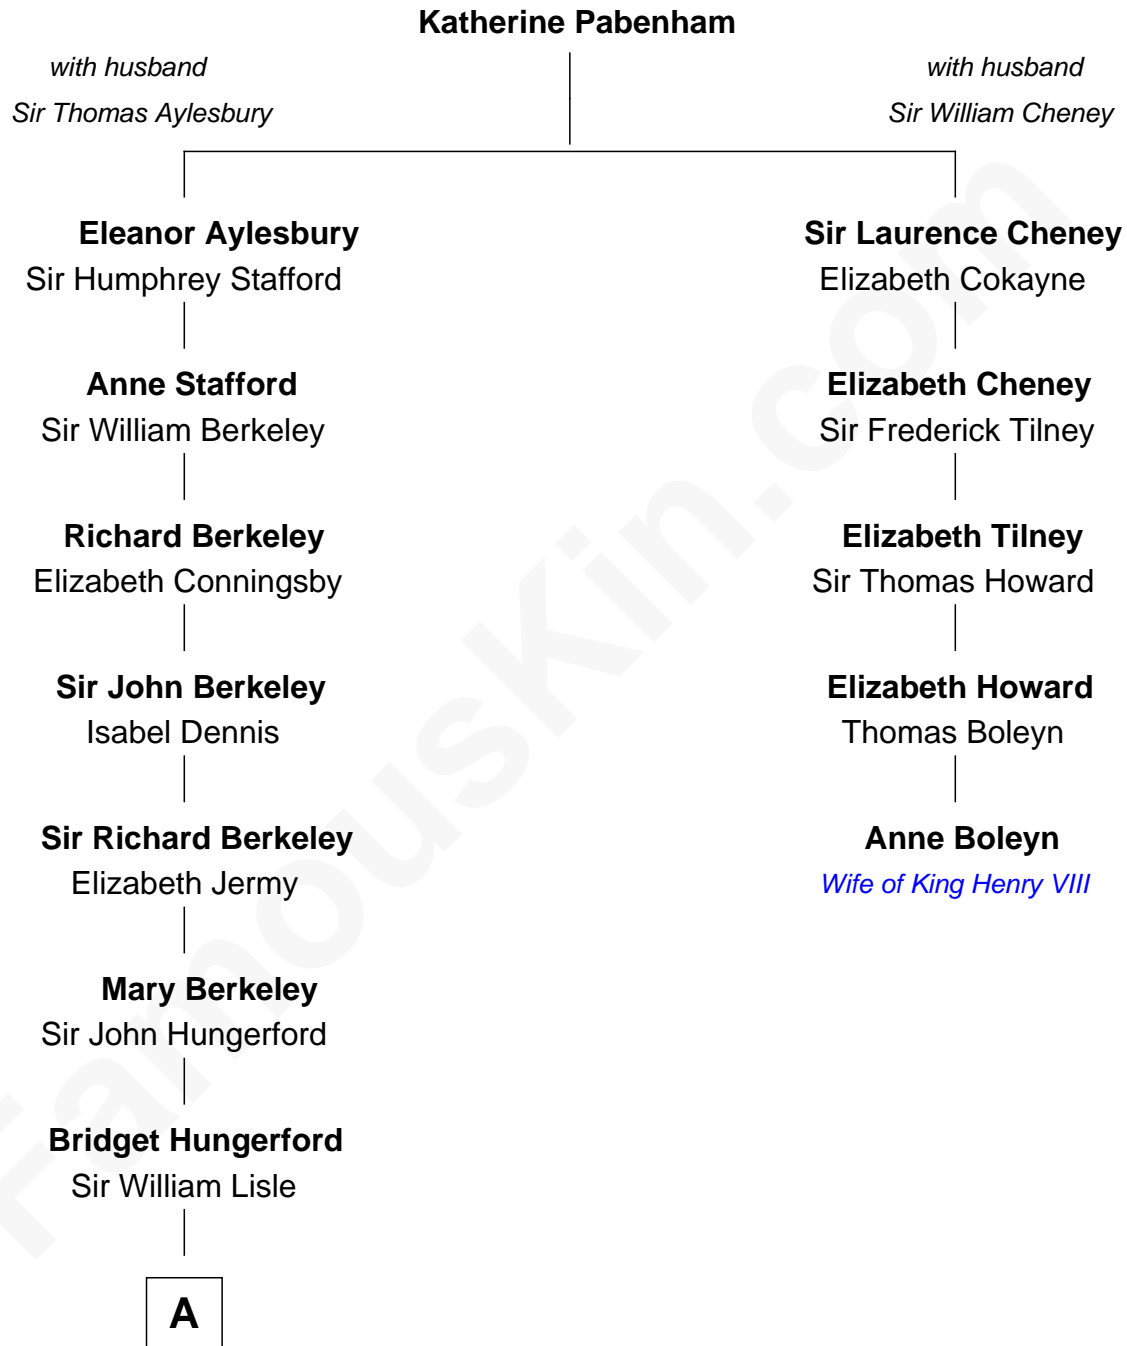 Katherine Pabenham
with husband
Sir Thomas Aylesbury
with husband
Sir William Cheney
Eleanor Aylesbury
Sir Humphrey Stafford
Anne Stafford
Sir William Berkeley
Richard Berkeley
Elizabeth Conningsby
Sir John Berkeley
Isabel Dennis
Sir Richard Berkeley
Elizabeth Jermy
Mary Berkeley
Sir John Hungerford
Bridget Hungerford
Sir William Lisle
A
Sir Laurence Cheney
Elizabeth Cokayne
Elizabeth Cheney
Sir Frederick Tilney
Elizabeth Tilney
Sir Thomas Howard
Elizabeth Howard
Thomas Boleyn
Anne Boleyn
Wife of King Henry VIII
FamousKin.com